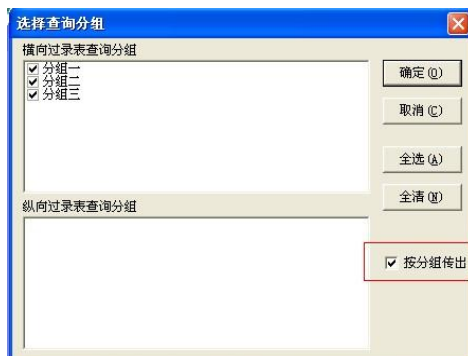 选择查询分组
横向过录表查询分组
分组一
分组二
分组三
确定(O)
取消(C)
全选(A)
全清(N)
纵向过录表查询分组
按分组传出